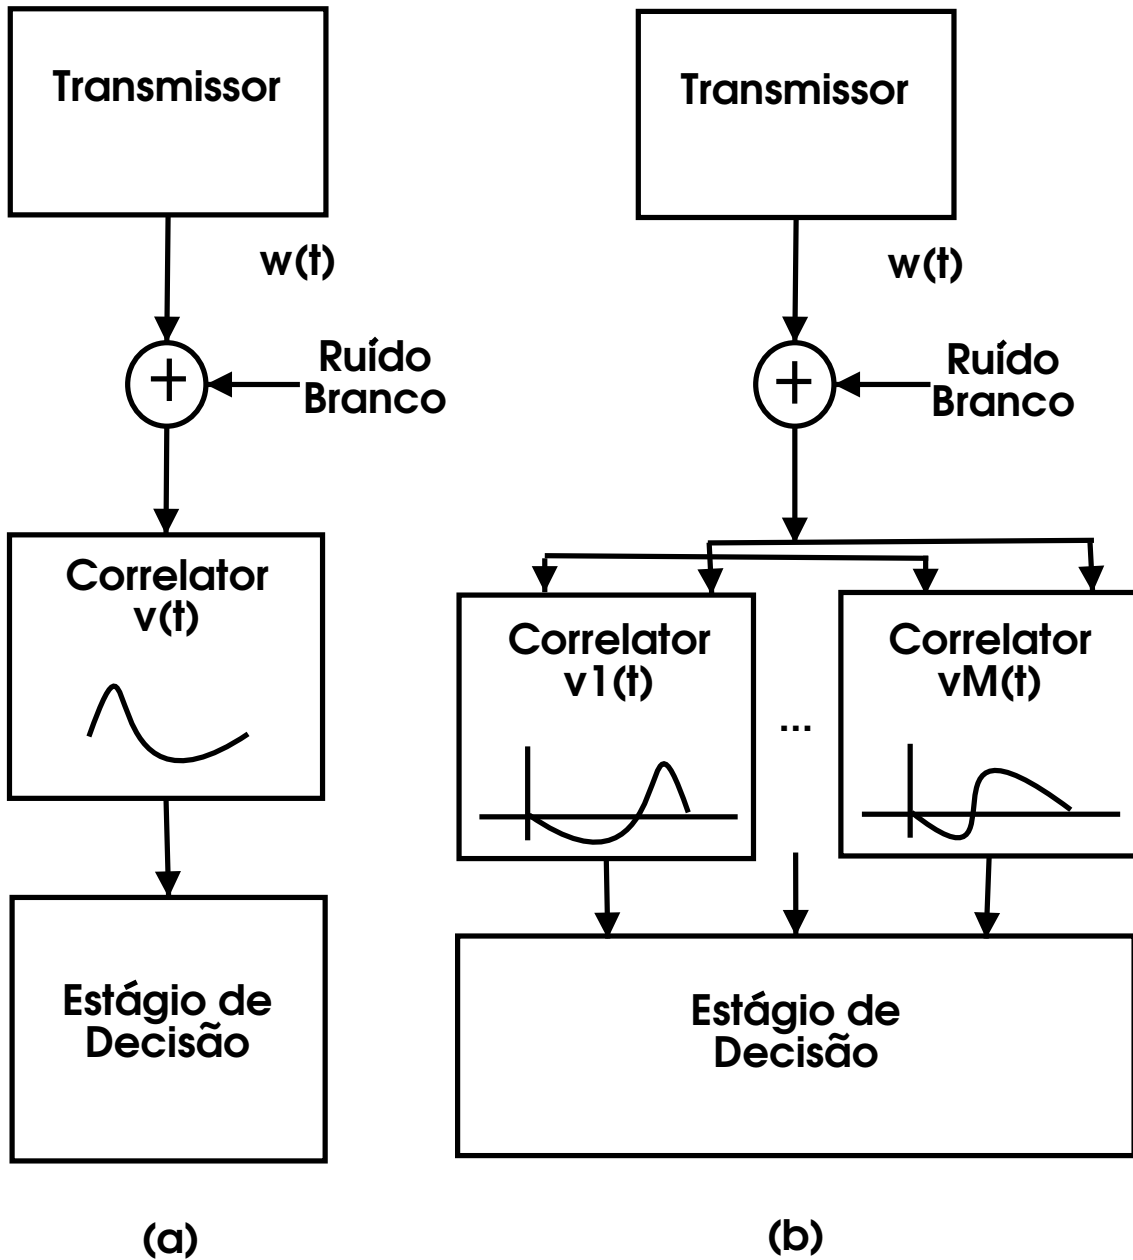 Transmissor
w(t)
+
Ruído
Branco
Correlator
v(t)
Estágio de
Decisão
(a)
Transmissor
w(t)
+
Ruído
Branco
Correlator
v1(t)
...
Correlator
vM(t)
Estágio de
Decisão
(b)